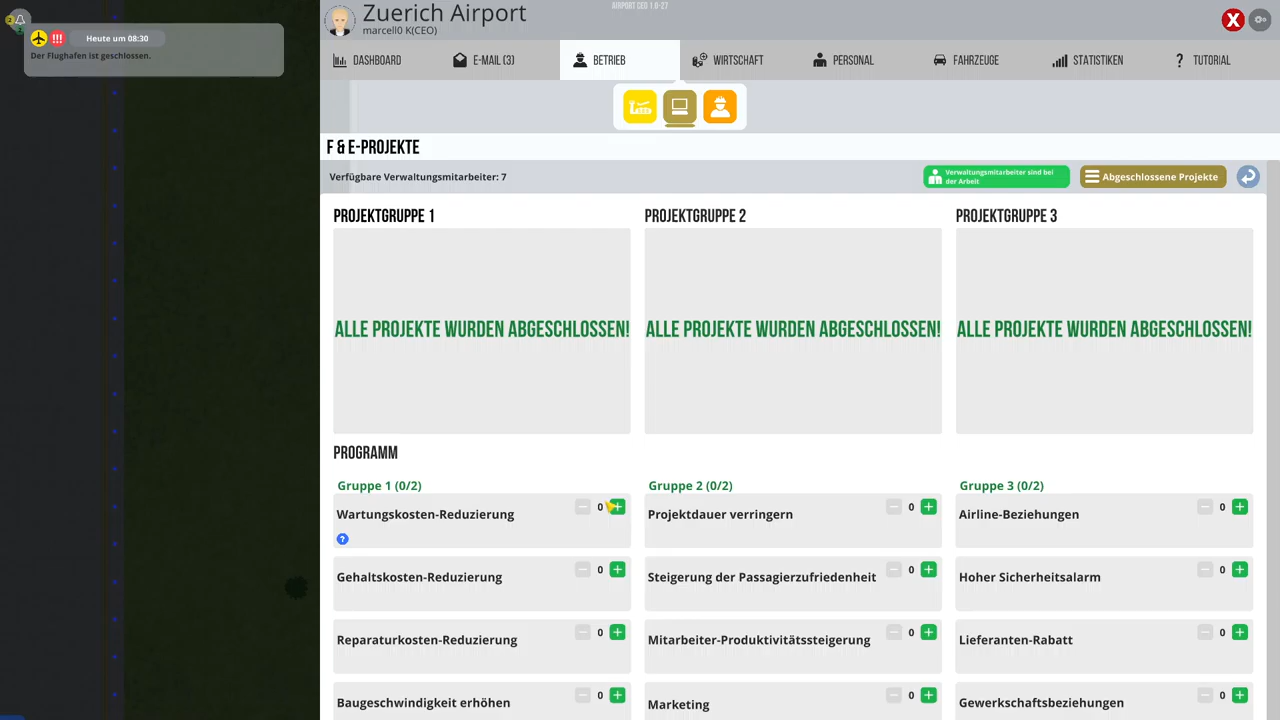 AIRPORT CEO 1.0-27
Zuerich Airport
marcell0 K(CEO)
2
!!! Heute um 08:30
Der Flughafen ist geschlossen.
X
DASHBOARD E-MAIL (3) BETRIEB WIRTSCHAFT PERSONAL FAHRZEUGE STATISTIKEN ? TUTORIAL
F & E-PROJEKTE
Verfügbare Verwaltungsmitarbeiter: 7
Verwaltungsmitarbeiter sind bei
der Arbeit
Abgeschlossene Projekte
PROJEKTGRUPPE 1 PROJEKTGRUPPE 2 PROJEKTGRUPPE 3
ALLE PROJEKTE WURDEN ABGESCHLOSSEN! ALLE PROJEKTE WURDEN ABGESCHLOSSEN! ALLE PROJEKTE WURDEN ABGESCHLOSSEN!
PROGRAMM
Gruppe 1 (0/2) Gruppe 2 (0/2) Gruppe 3 (0/2)
Wartungskosten-Reduzierung − 0 + Projektdauer verringern − 0 + Airline-Beziehungen − 0 +
?
Gehaltskosten-Reduzierung − 0 + Steigerung der Passagierzufriedenheit − 0 + Hoher Sicherheitsalarm − 0 +
Reparaturkosten-Reduzierung − 0 + Mitarbeiter-Produktivitätssteigerung − 0 + Lieferanten-Rabatt − 0 +
Baugeschwindigkeit erhöhen − 0 + Marketing − 0 + Gewerkschaftsbeziehungen − 0 +